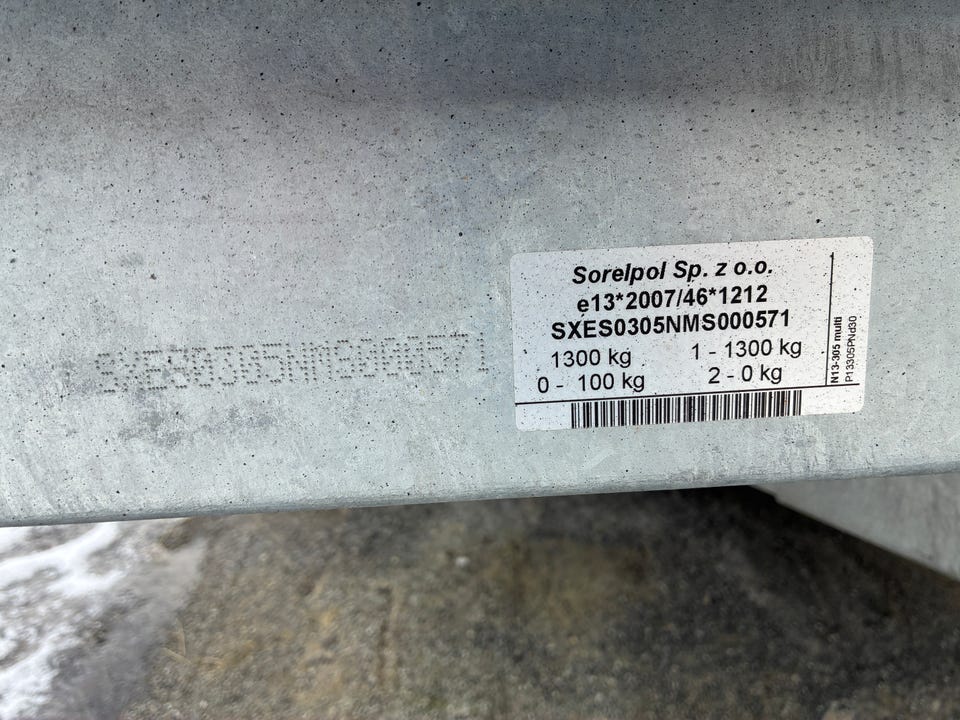 Sorelpol Sp. z o.o.
e13*2007/46*1212
SXES0305NMS000571
1300 kg 1 - 1300 kg
0 - 100 kg 2 - 0 kg
N13-305 multi
P13305PNd30
SXES0305NMS000571